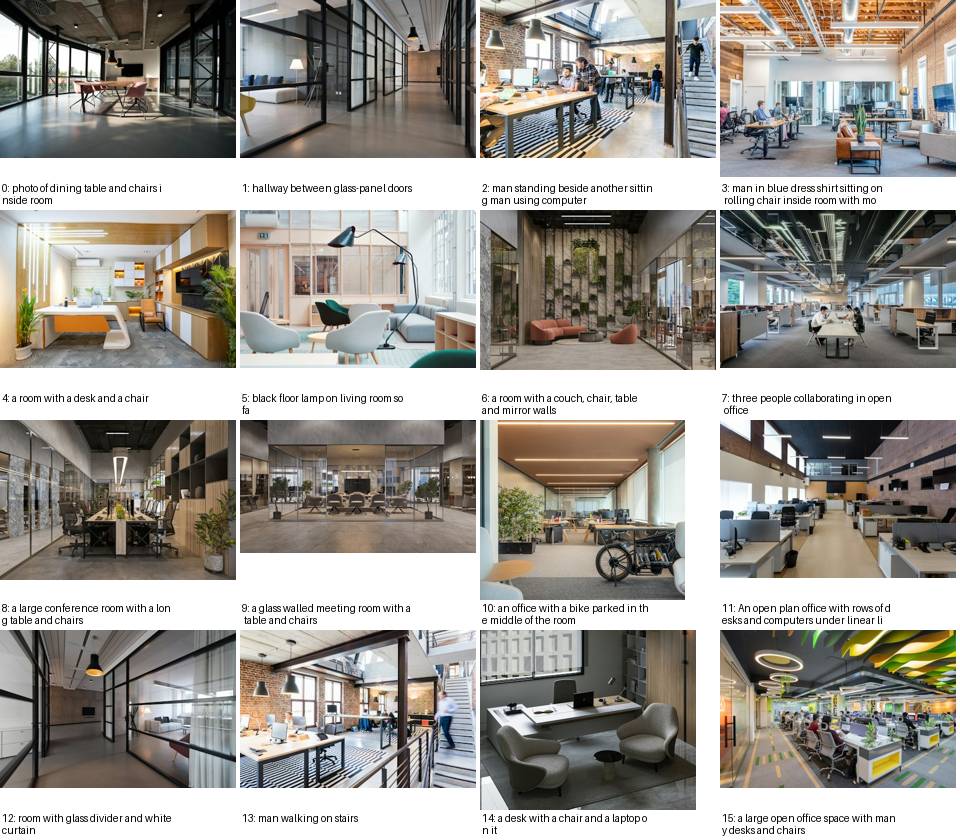 0: photo of dining table and chairs i
nside room
1: hallway between glass-panel doors
2: man standing beside another sittin
g man using computer
3: man in blue dress shirt sitting on
rolling chair inside room with mo
4: a room with a desk and a chair
5: black floor lamp on living room so
fa
6: a room with a couch, chair, table
and mirror walls
7: three people collaborating in open
office
8: a large conference room with a lon
g table and chairs
9: a glass walled meeting room with a
table and chairs
10: an office with a bike parked in th
e middle of the room
11: An open plan office with rows of d
esks and computers under linear li
12: room with glass divider and white
curtain
13: man walking on stairs
14: a desk with a chair and a laptop o
n it
15: a large open office space with man
y desks and chairs